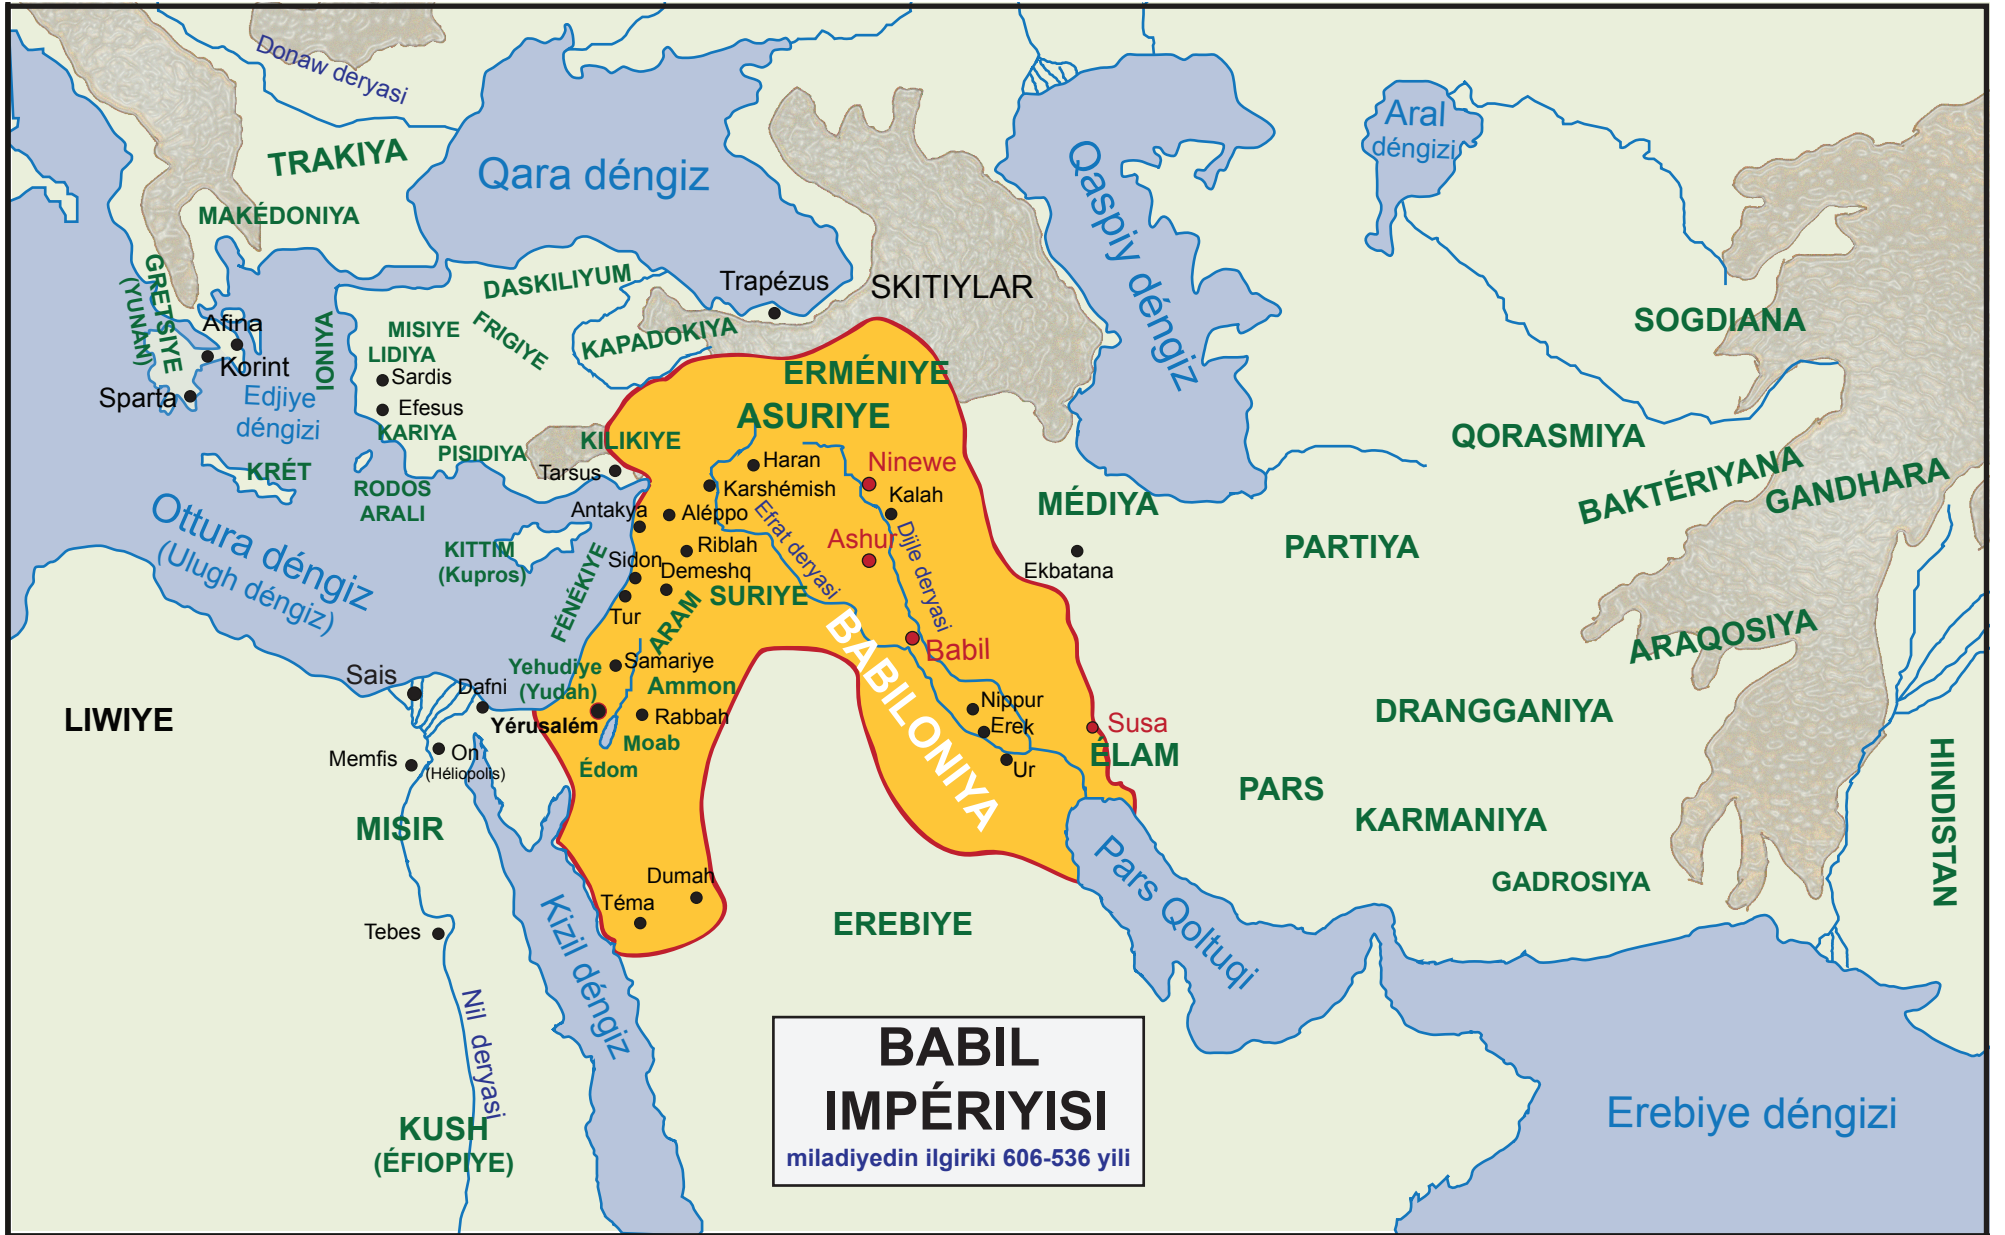 Donaw deryasi
TRAKIYA
MAKÉDONIYA
Qara déngiz
Qaspiy déngiz
Aral
déngizi
GRETSIYE
(YUNAN)
Afina
Korint
Sparta
Edjiye
déngizi
IONIYA
DASKILIYUM
MISIYE
FRIGIYE
LIDIYA
Sardis
Efesus
KARIYA
PISIDIYA
KAPADOKIYA
Trapézus
SKITIYLAR
SOGDIANA
ERMÉNIYE
ASURIYE
KILIKIYE
Tarsus
Haran
Ninewe
Karshémish
Kalah
QORASMIYA
BAKTÉRIYANA
GANDHARA
KRÉT
RODOS
ARALI
Ottura déngiz
(Ulugh déngiz)
KITTIM
(Kupros)
Antakya
Aléppo
Efrat deryasi
Ashur
Dijle deryasi
MÉDIYA
Ekbatana
PARTIYA
Riblah
Sidon
Demeshq
FÉNÉKIYE
Tur
ARAM
SURIYE
BABILONIYA
Babil
ARAQOSIYA
Yehudiye
(Yudah)
Samariye
Ammon
Sais
Dafni
Yérusalém
Rabbah
Moab
Édom
LIWIYE
Memfis
On
(Héliopolis)
Nippur
Erek
Ur
Susa
ÉLAM
DRANGGANIYA
PARS
KARMANIYA
GADROSIYA
HINDISTAN
MISIR
Dumah
Téma
EREBIYE
Pars Qoltuqi
Tebes
Kizil déngiz
Nil deryasi
KUSH
(ÉFIOPIYE)
BABIL
IMPÉRIYISI
miladiyedin ilgiriki 606-536 yili
Erebiye déngizi